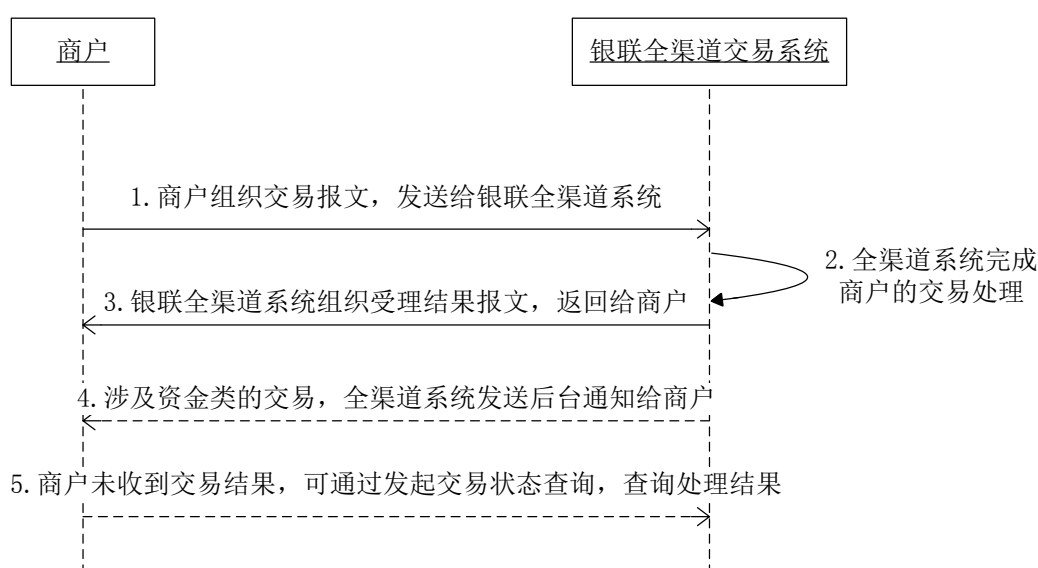 商户
银联全渠道交易系统
1.商户组织交易报文，发送给银联全渠道系统
2.全渠道系统完成
商户的交易处理
3.银联全渠道系统组织受理结果报文，返回给商户
4.涉及资金类的交易，全渠道系统发送后台通知给商户
5.商户未收到交易结果，可通过发起交易状态查询，查询处理结果